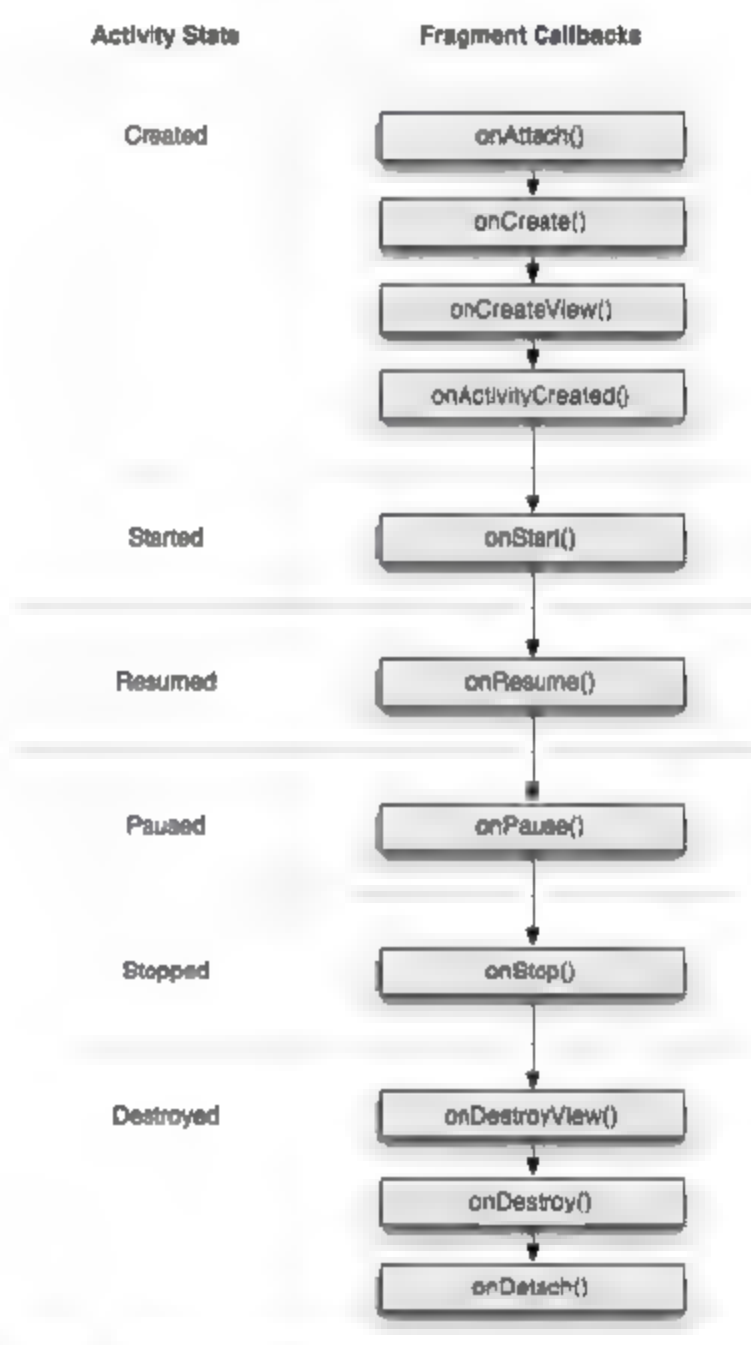 Activity State Fragment Callbacks
Created onAttach()
onCreate()
onCreateView()
onActivityCreated()
Started onStart()
Resumed onResume()
Paused onPause()
Stopped onStop()
Destroyed onDestroyView()
onDestroy()
onDetach()